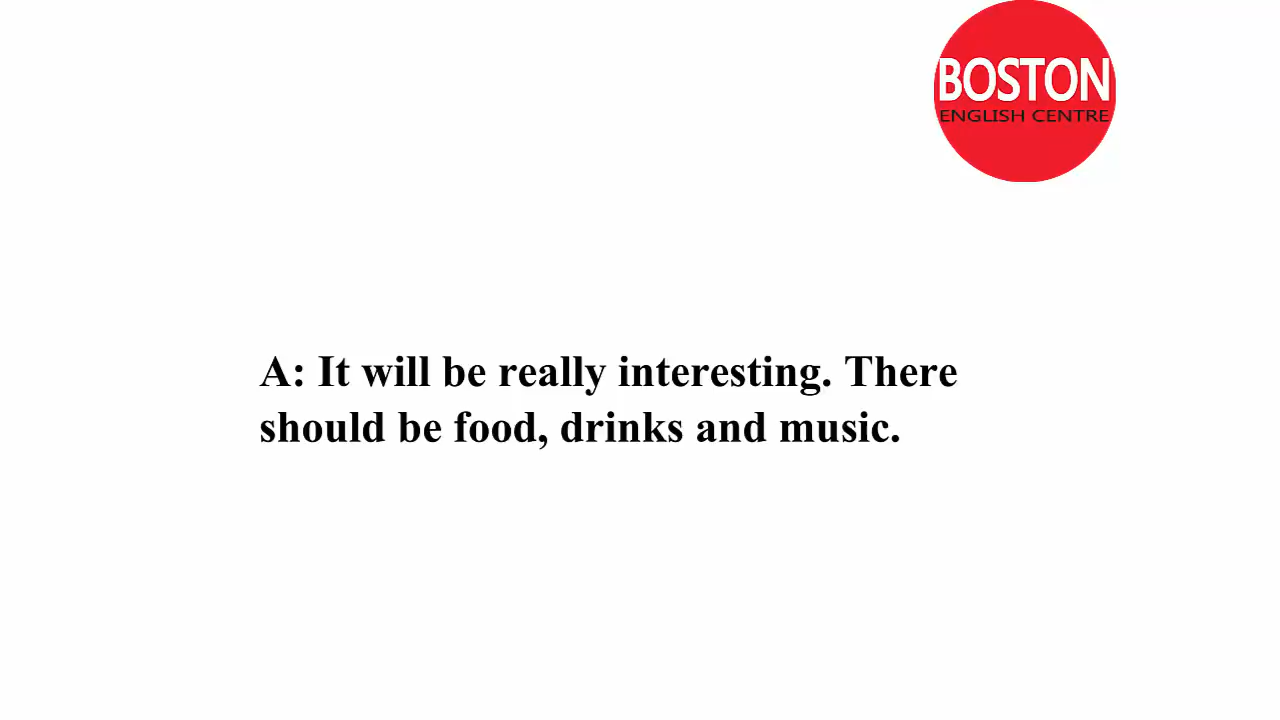 BOSTON
ENGLISH CENTRE
A: It will be really interesting. There
should be food, drinks and music.